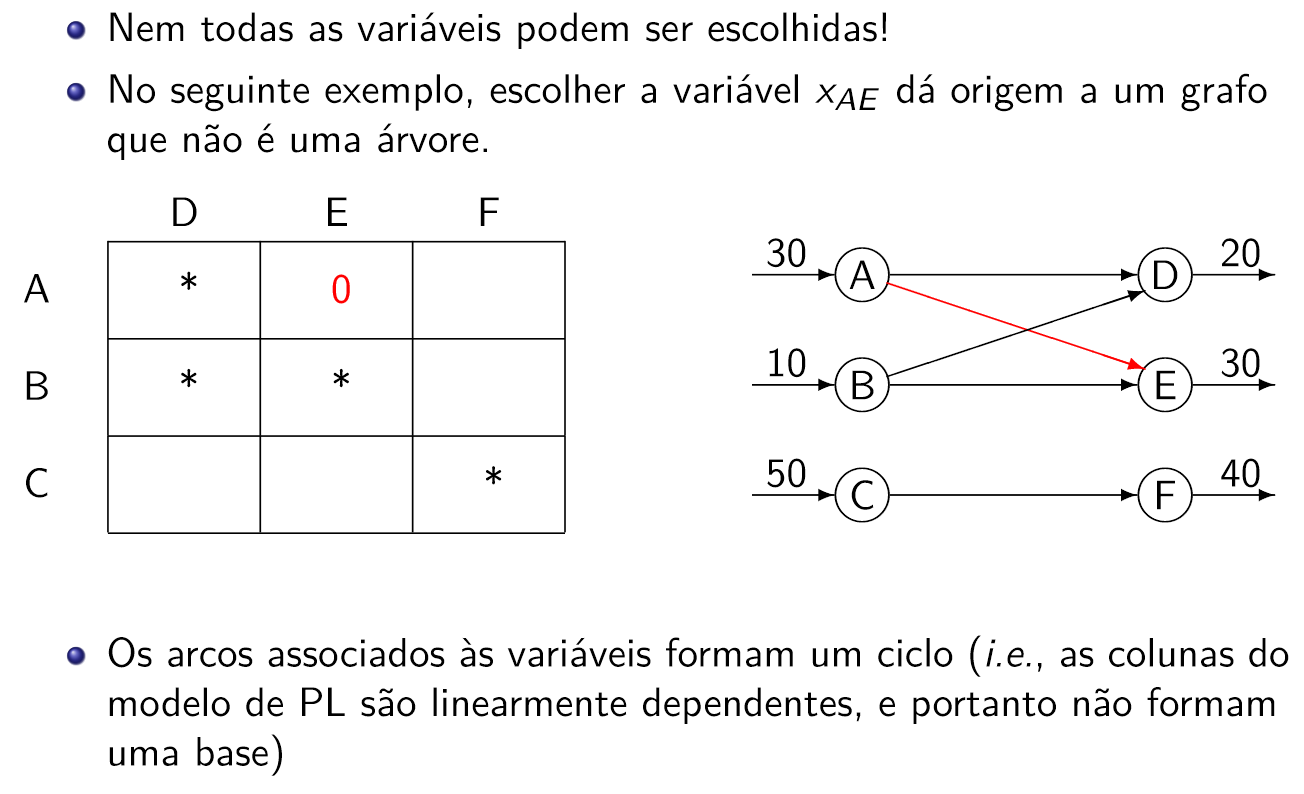 Nem todas as variáveis podem ser escolhidas!
No seguinte exemplo, escolher a variável xAE dá origem a um grafo
que não é uma árvore.
D E F
A * 0
B * *
C *
30 A D 20
10 B E 30
50 C F 40
Os arcos associados às variáveis formam um ciclo (i.e., as colunas do
modelo de PL são linearmente dependentes, e portanto não formam
uma base)